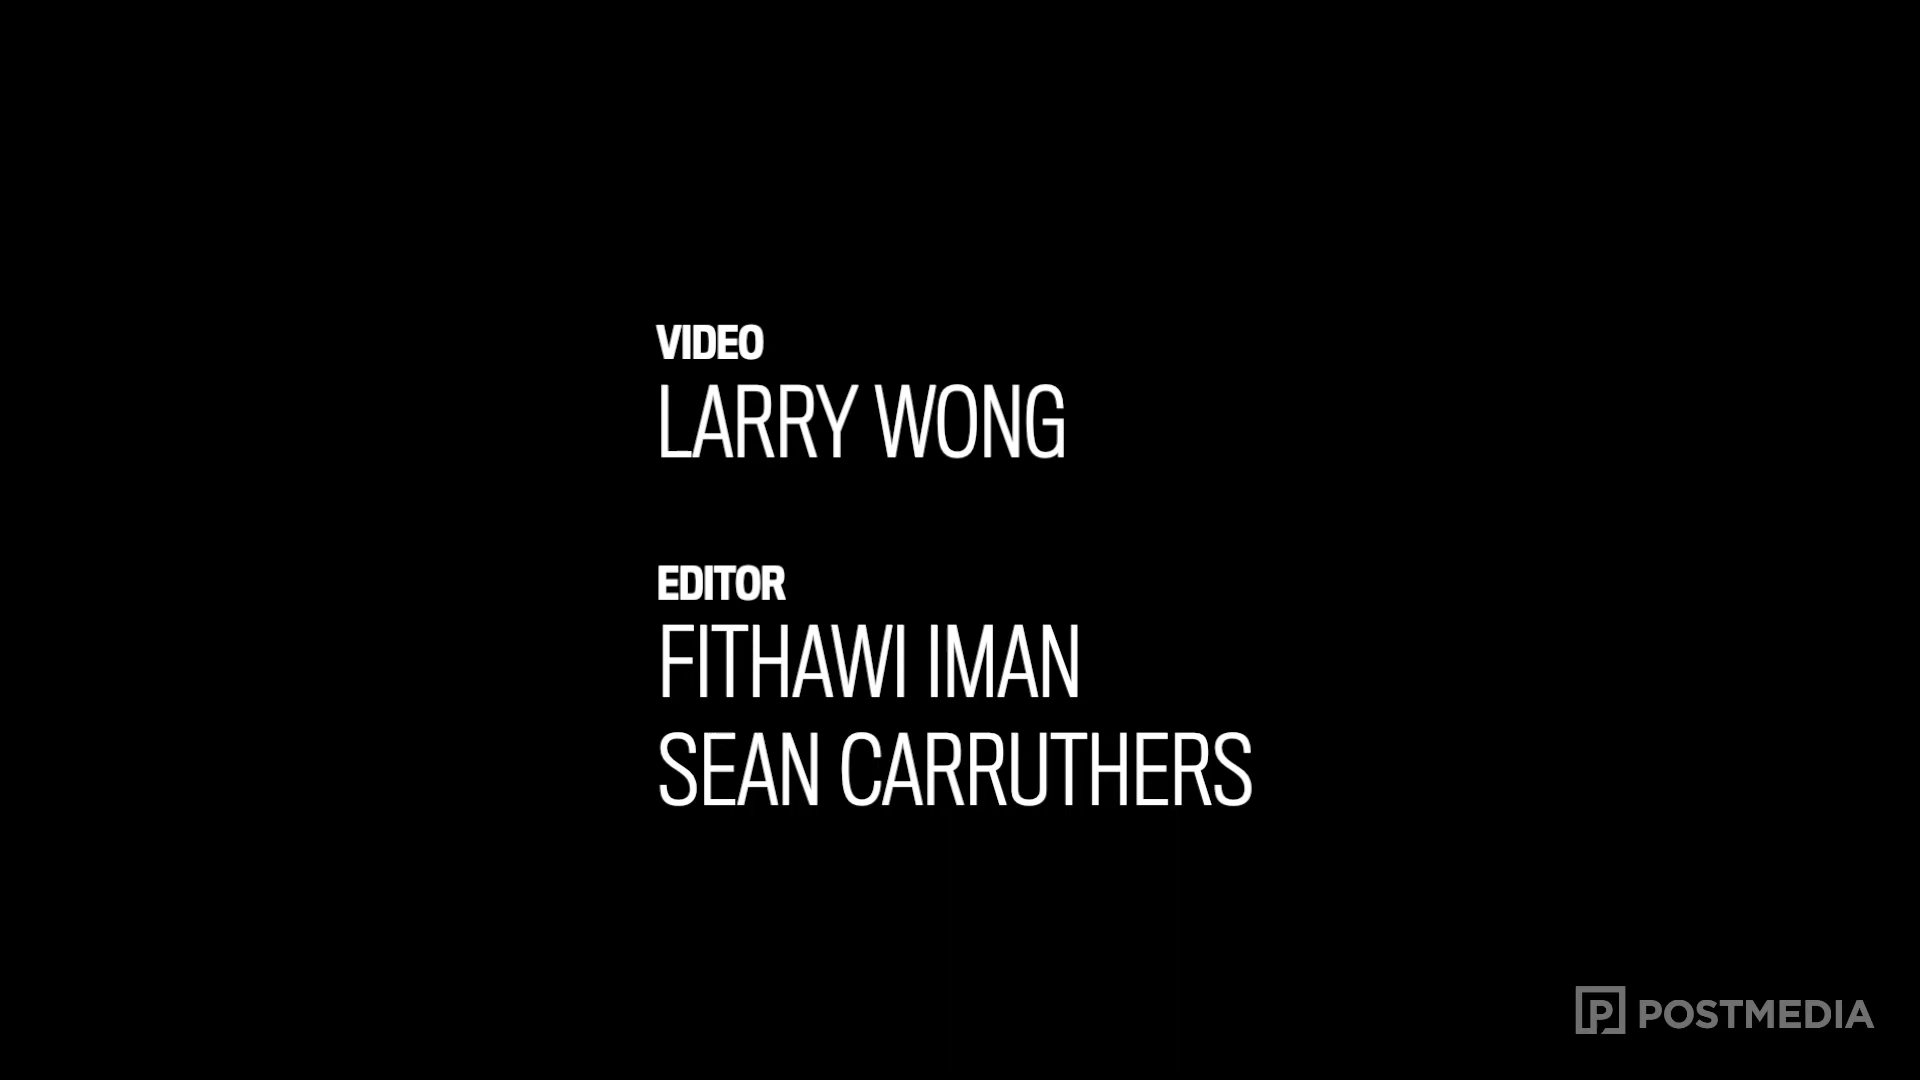 VIDEO
LARRY WONG
EDITOR
FITHAWI IMAN
SEAN CARRUTHERS
POSTMEDIA